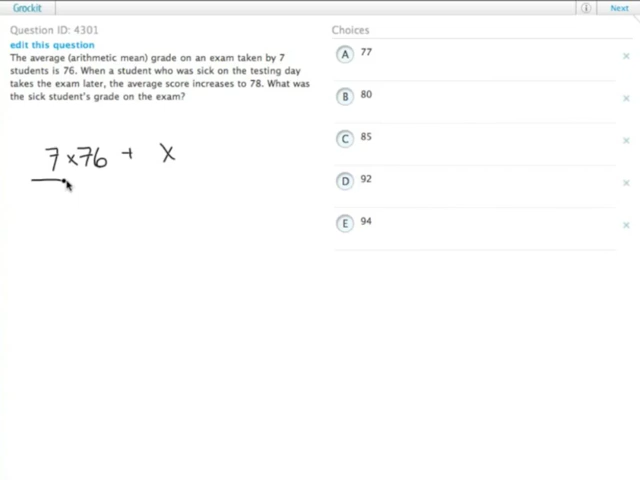 Grockit
Next
Question ID: 4301
edit this question
The average (arithmetic mean) grade on an exam taken by 7
students is 76. When a student who was sick on the testing day
takes the exam later, the average score increases to 78. What was
the sick student's grade on the exam?
7 × 76 + X
Choices
A 77
B 80
C 85
D 92
E 94